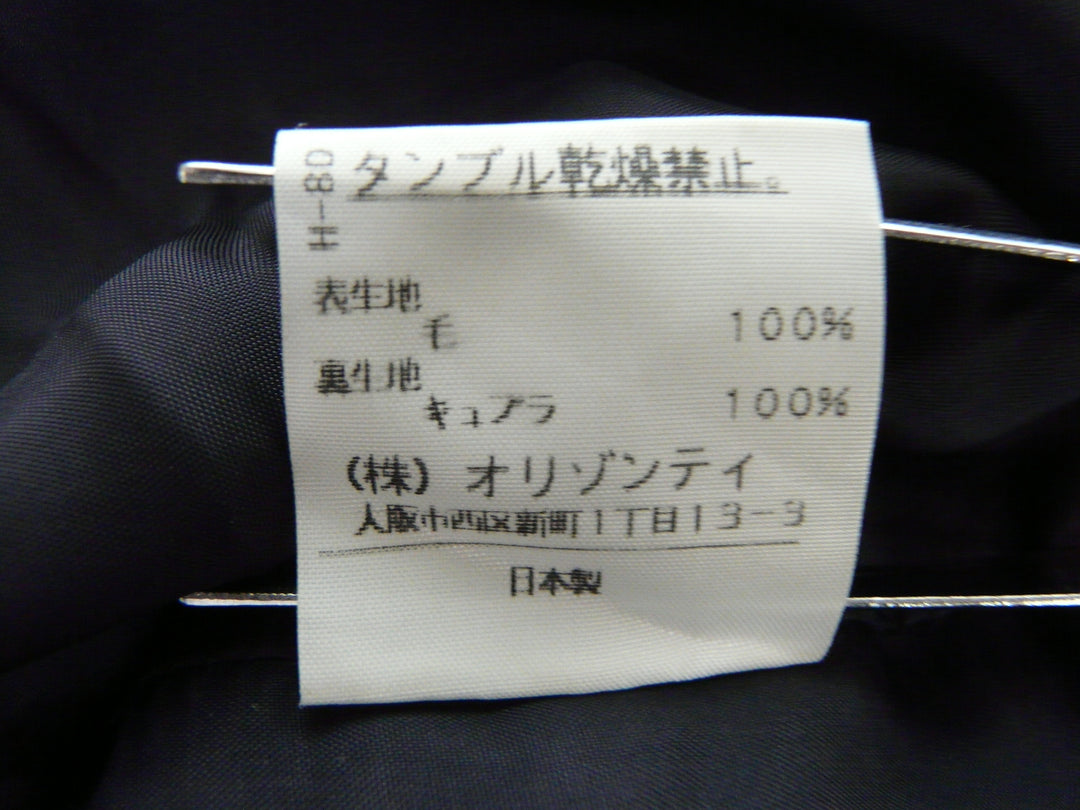 H-8D
タンブル乾燥禁止。
表生地
毛 100%
裏生地
キュプラ 100%
(株) オリゾンティ
大阪市西区新町1丁目13-3
日本製